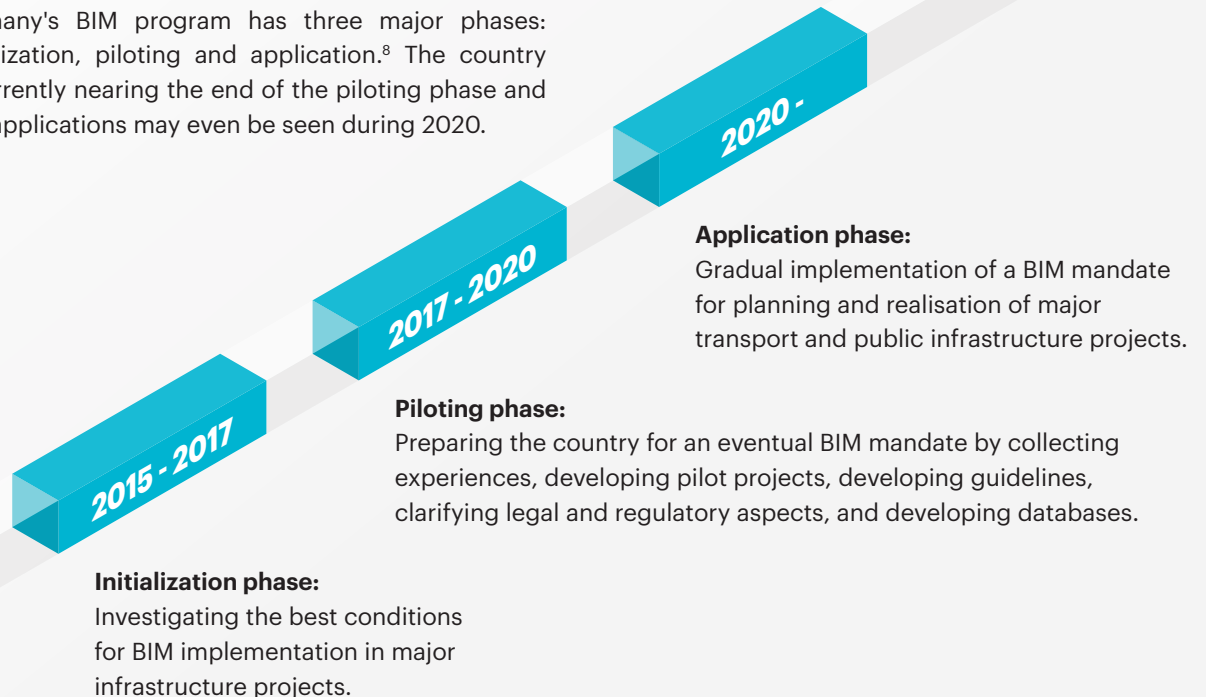 any's BIM program has three major phases:
ization, piloting and application.⁸ The country
rrently nearing the end of the piloting phase and
applications may even be seen during 2020.
2020 -
Application phase:
Gradual implementation of a BIM mandate
for planning and realisation of major
transport and public infrastructure projects.
2017 - 2020
Piloting phase:
Preparing the country for an eventual BIM mandate by collecting
experiences, developing pilot projects, developing guidelines,
clarifying legal and regulatory aspects, and developing databases.
2015 - 2017
Initialization phase:
Investigating the best conditions
for BIM implementation in major
infrastructure projects.